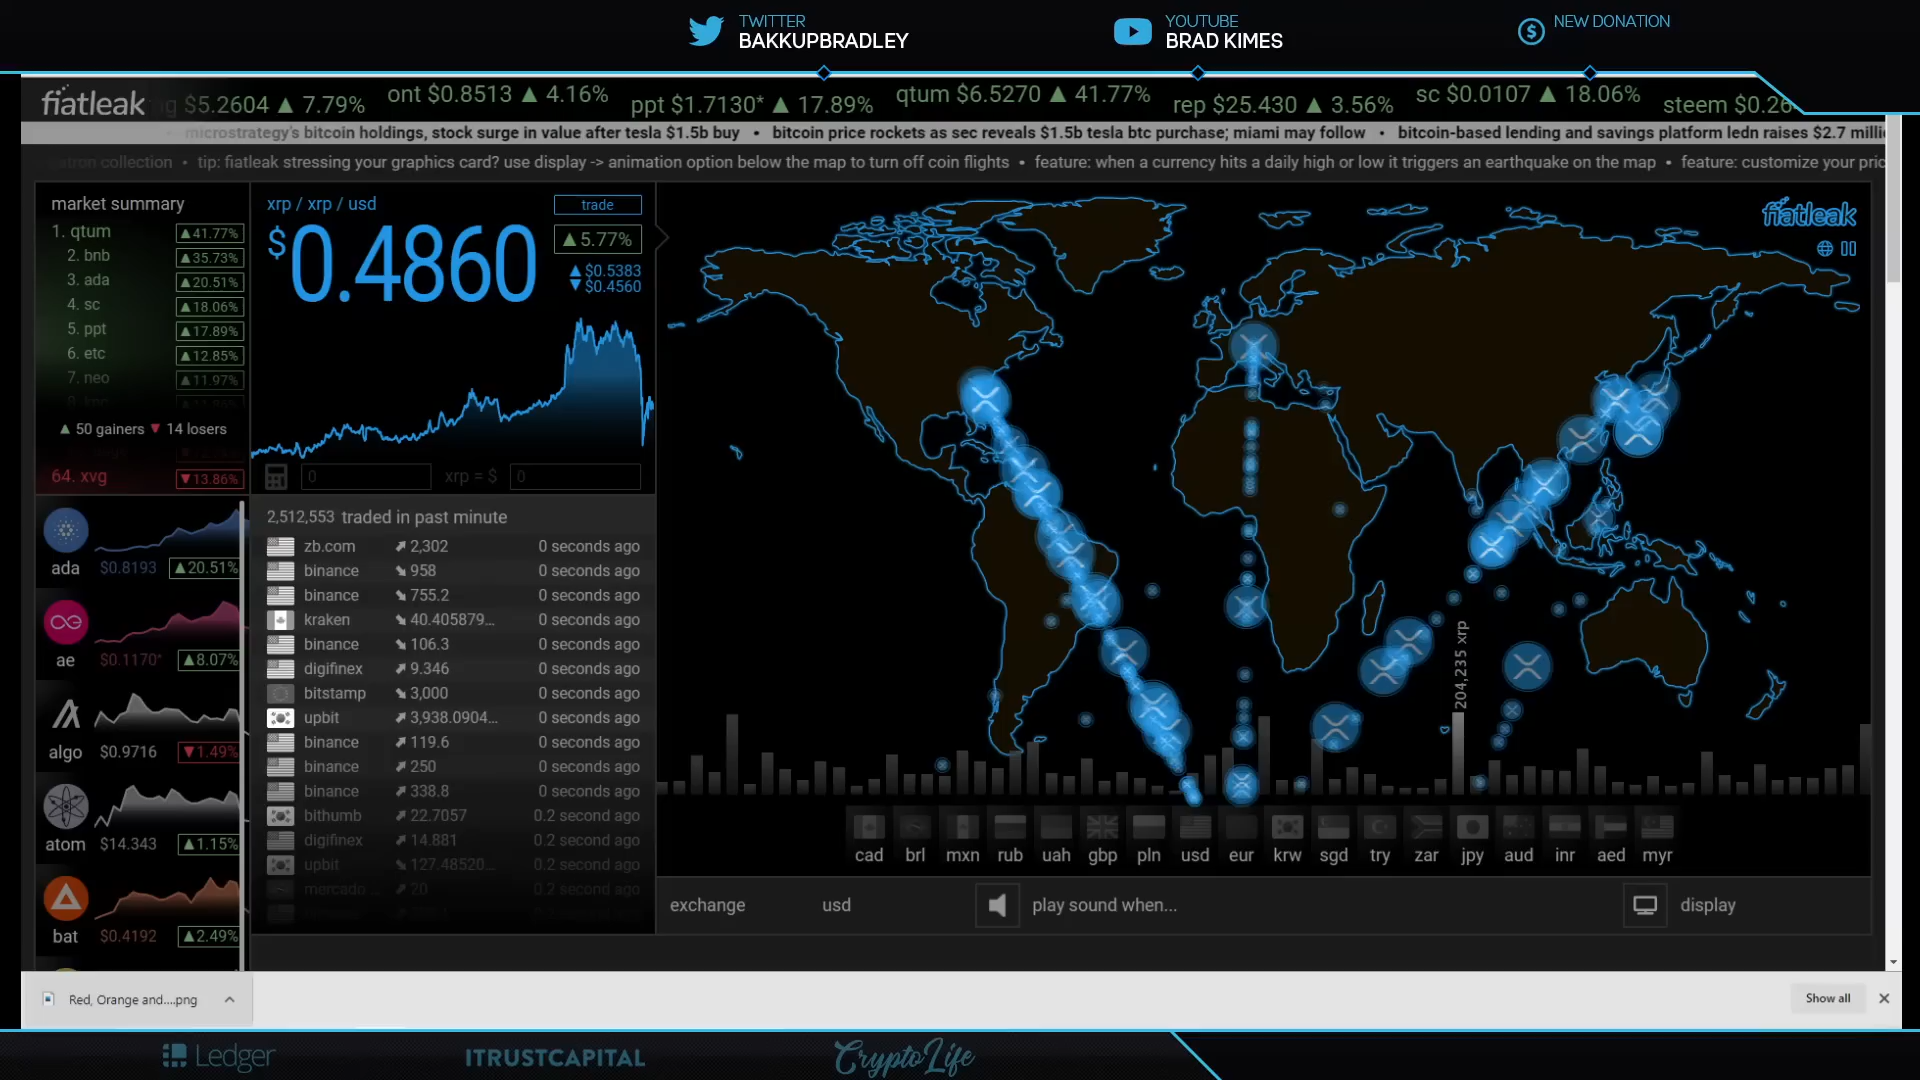 TWITTER
BAKKUPBRADLEY
YOUTUBE
BRAD KIMES
NEW DONATION
fiatleak
$5.2604 ▲ 7.79%
ont $0.8513 ▲ 4.16%
ppt $1.7130* ▲ 17.89%
qtum $6.5270 ▲ 41.77%
rep $25.430 ▲ 3.56%
sc $0.0107 ▲ 18.06%
steem $0.26
microstrategy's bitcoin holdings, stock surge in value after tesla $1.5b buy • bitcoin price rockets as sec reveals $1.5b tesla btc purchase; miami may follow • bitcoin-based lending and savings platform ledn raises $2.7 milli
collection • tip: fiatleak stressing your graphics card? use display -> animation option below the map to turn off coin flights • feature: when a currency hits a daily high or low it triggers an earthquake on the map • feature: customize your pric
market summary
1. qtum ▲41.77%
2. bnb ▲35.73%
3. ada ▲20.51%
4. sc ▲18.06%
5. ppt ▲17.89%
6. etc ▲12.85%
7. neo ▲11.97%
▲ 50 gainers ▼ 14 losers
64. xvg ▼13.86%
ada $0.8193 ▲20.51%
ae $0.1170* ▲8.07%
algo $0.9716 ▼1.49%
atom $14.343 ▲1.15%
bat $0.4192 ▲2.49%
xrp / xrp / usd
trade
$0.4860
▲5.77%
▲$0.5383
▼$0.4560
0 xrp = $ 0
2,512,553 traded in past minute
zb.com 2,302 0 seconds ago
binance 958 0 seconds ago
binance 755.2 0 seconds ago
kraken 40.405879... 0 seconds ago
binance 106.3 0 seconds ago
digifinex 9.346 0 seconds ago
bitstamp 3,000 0 seconds ago
upbit 3,938.0904... 0 seconds ago
binance 119.6 0 seconds ago
binance 250 0 seconds ago
binance 338.8 0 seconds ago
bithumb 22.7057 0.2 second ago
digifinex 14.881 0.2 second ago
upbit 127.48520... 0.2 second ago
mercado... 20 0.2 second ago
fiatleak
204,235 xrp
cad brl mxn rub uah gbp pln usd eur krw sgd try zar jpy aud inr aed myr
exchange usd play sound when... display
Red, Orange and....png
Show all
Ledger
ITRUSTCAPITAL
CryptoLife